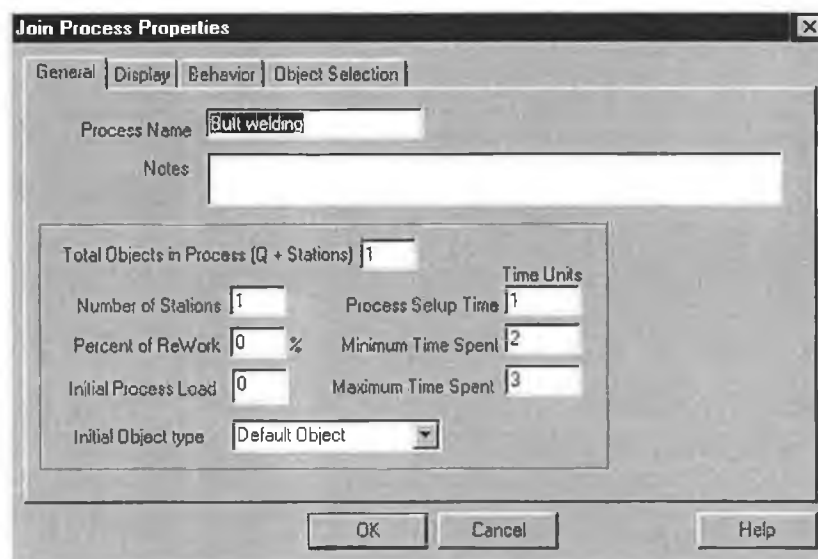 Join Process Properties
General Display Behavior Object Selection
Process Name Butt welding
Notes
Total Objects in Process (Q + Stations) 1
Time Units
Number of Stations 1 Process Setup Time 1
Percent of ReWork 0 % Minimum Time Spent 2
Initial Process Load 0 Maximum Time Spent 3
Initial Object type Default Object
OK Cancel Help